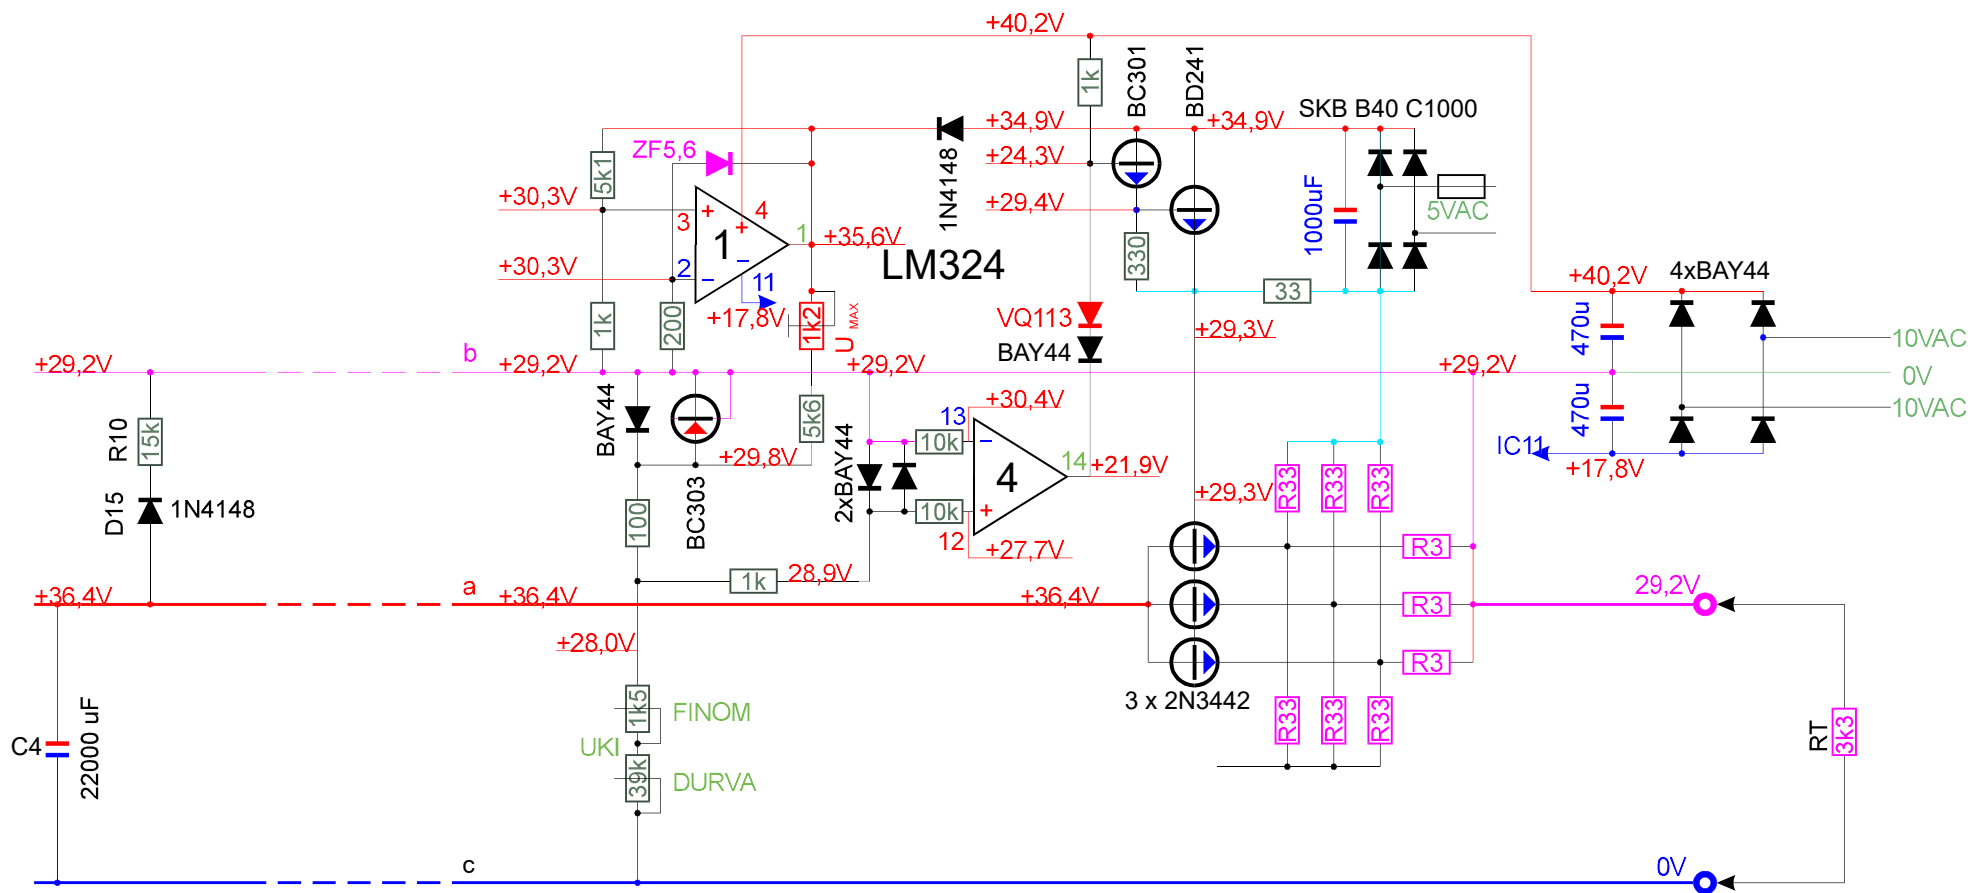 +40,2V
1k
BC301
BD241
SKB B40 C1000
+34,9V
+34,9V
ZF5,6
5k1
1N4148
+24,3V
+30,3V
3
+
4
+
+29,4V
1000uF
5VAC
1
1
+35,6V
LM324
330
+30,3V
2
−
−
11
33
+40,2V
4xBAY44
1k
200
+17,8V
1k2
U MAX
VQ113
BAY44
+29,3V
470u
10VAC
+29,2V
b
+29,2V
+29,2V
+29,2V
0V
R10
15k
BAY44
5k6
+30,4V
13
470u
10VAC
10k
−
+29,8V
2xBAY44
4
14
+21,9V
IC11
+17,8V
D15
1N4148
100
BC303
10k
+
12
+27,7V
+29,3V
R33
R33
R33
1k
28,9V
R3
+36,4V
a
+36,4V
+36,4V
R3
29,2V
+28,0V
R3
3 x 2N3442
C4
22000 uF
1k5
FINOM
UKI
39k
DURVA
R33
R33
R33
RT
3k3
c
0V